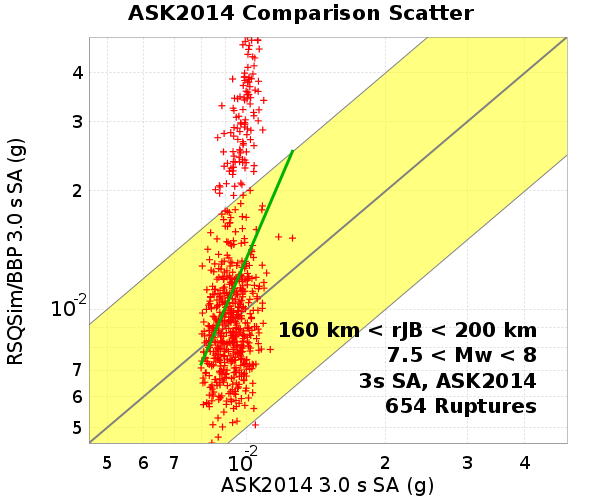 ASK2014 Comparison Scatter
RSQSim/BBP 3.0 s SA (g)
4
3
2
10-2
7
6
5
160 km < rJB < 200 km
7.5 < Mw < 8
3s SA, ASK2014
654 Ruptures
5 6 7 10-2 2 3 4
ASK2014 3.0 s SA (g)